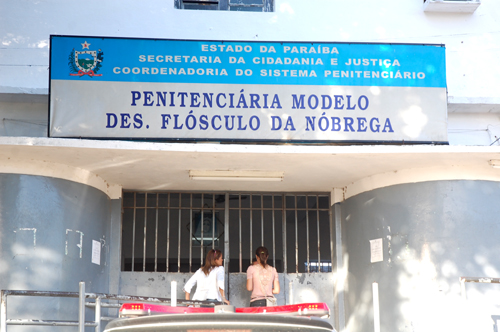 ESTADO DA PARAÍBA
SECRETARIA DA CIDADANIA E JUSTIÇA
COORDENADORIA DO SISTEMA PENITENCIÁRIO
PENITENCIÁRIA MODELO
DES. FLÓSCULO DA NÓBREGA